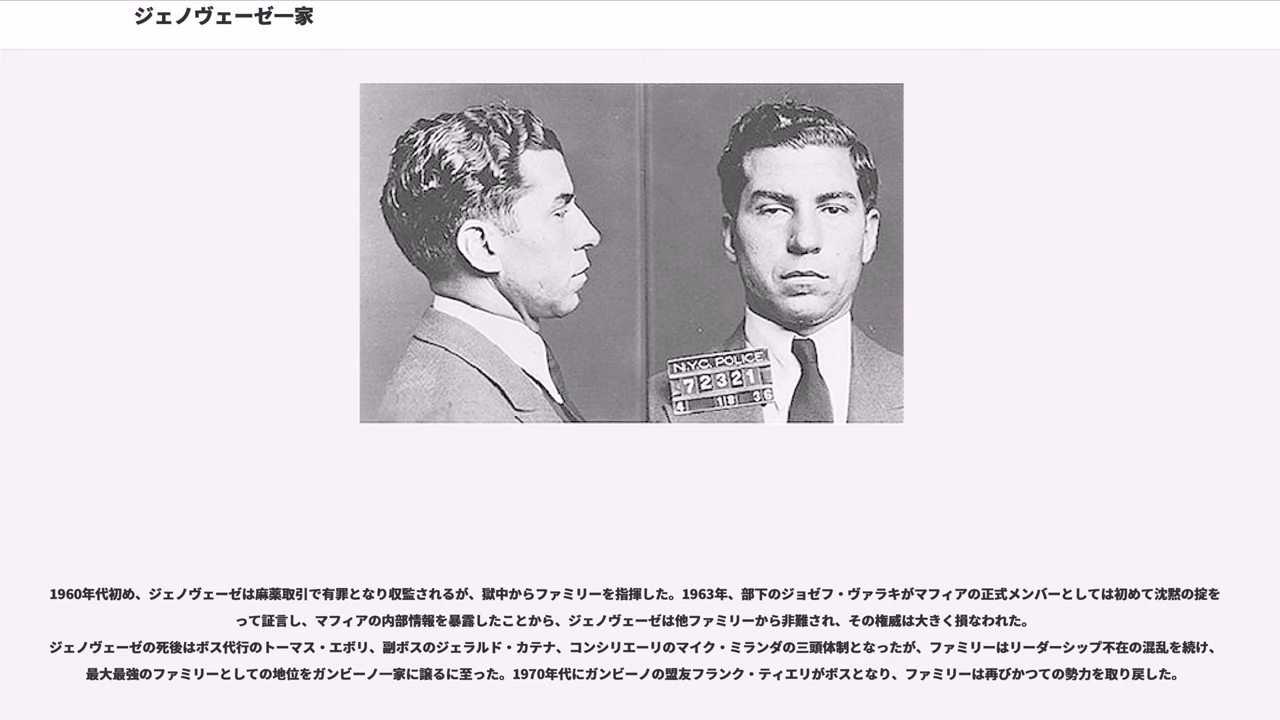 ジェノヴェーゼ一家
N.Y.C. POLICE
72321
4 18 36
1960年代初め、ジェノヴェーゼは麻薬取引で有罪となり収監されるが、獄中からファミリーを指揮した。1963年、部下のジョゼフ・ヴァラキがマフィアの正式メンバーとしては初めて沈黙の掟を
って証言し、マフィアの内部情報を暴露したことから、ジェノヴェーゼは他ファミリーから非難され、その権威は大きく損なわれた。
ジェノヴェーゼの死後はボス代行のトーマス・エボリ、副ボスのジェラルド・カテナ、コンシリエーリのマイク・ミランダの三頭体制となったが、ファミリーはリーダーシップ不在の混乱を続け、
最大最強のファミリーとしての地位をガンビーノ一家に譲るに至った。1970年代にガンビーノの盟友フランク・ティエリがボスとなり、ファミリーは再びかつての勢力を取り戻した。